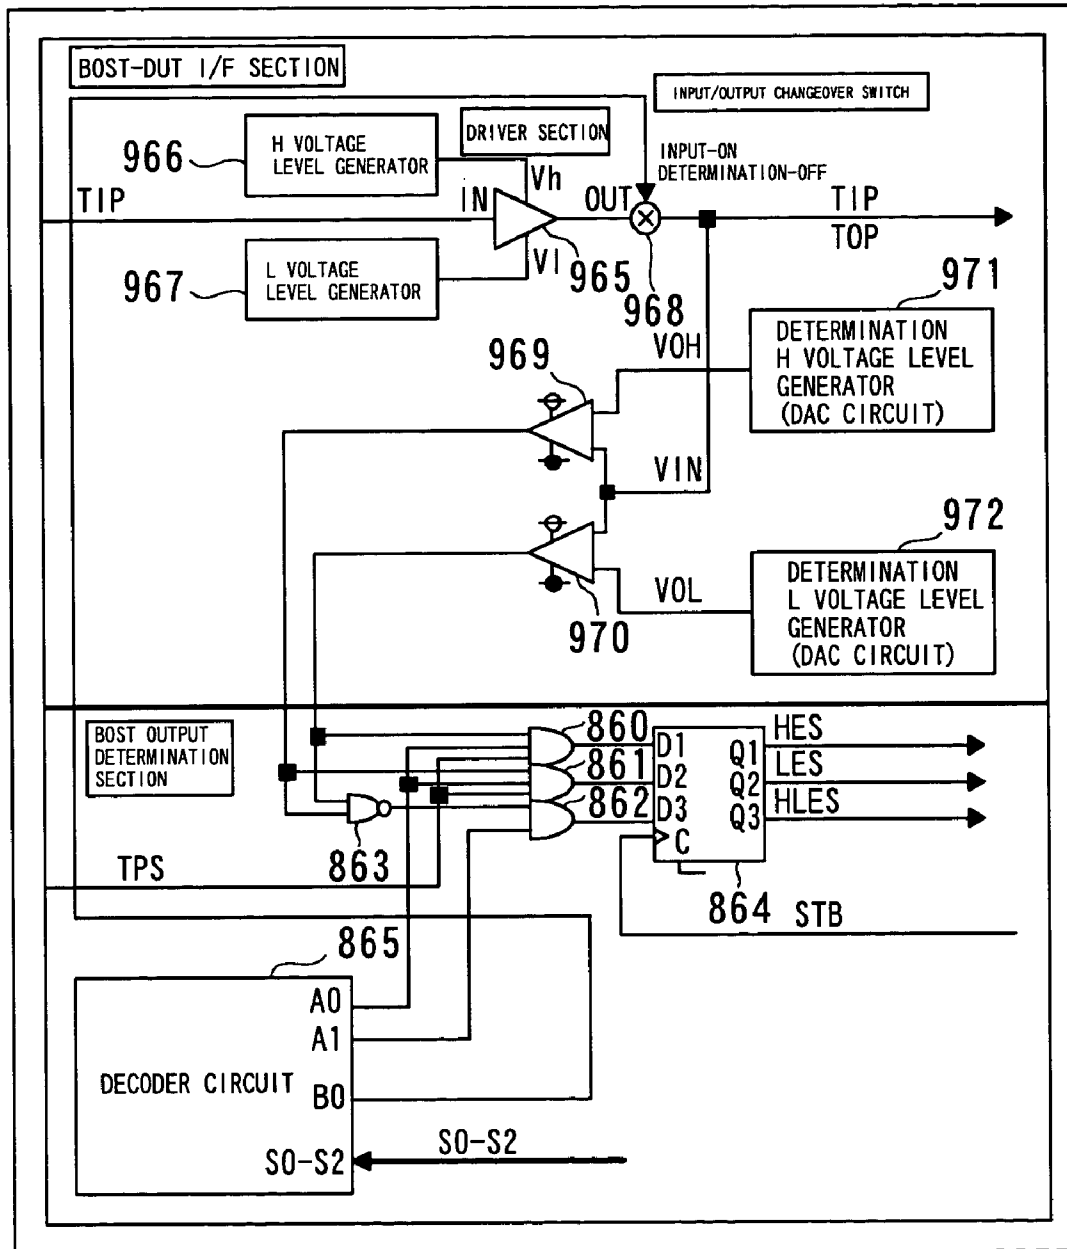 BOST-DUT I/F SECTION
INPUT/OUTPUT CHANGEOVER SWITCH
966
H VOLTAGE
LEVEL GENERATOR
DRIVER SECTION
INPUT-ON
DETERMINATION-OFF
Vh
TIP
IN
OUT
TIP
TOP
967
L VOLTAGE
LEVEL GENERATOR
Vl
965
968
971
969
VOH
DETERMINATION
H VOLTAGE LEVEL
GENERATOR
(DAC CIRCUIT)
VIN
972
970
VOL
DETERMINATION
L VOLTAGE LEVEL
GENERATOR
(DAC CIRCUIT)
BOST OUTPUT
DETERMINATION
SECTION
860
861
862
863
D1
D2
D3
C
Q1
Q2
Q3
HES
LES
HLES
TPS
864
STB
865
A0
A1
DECODER CIRCUIT
B0
S0-S2
S0-S2